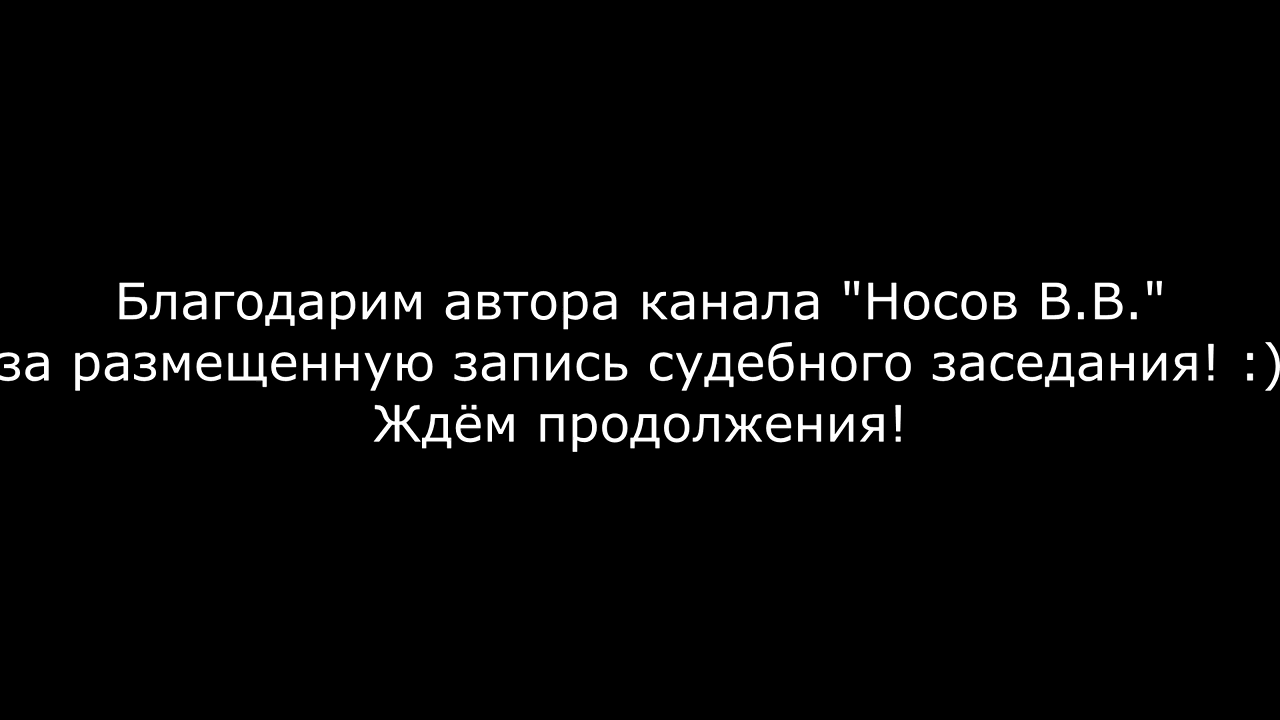 Благодарим автора канала "Носов В.В."
за размещенную запись судебного заседания! :)
Ждём продолжения!